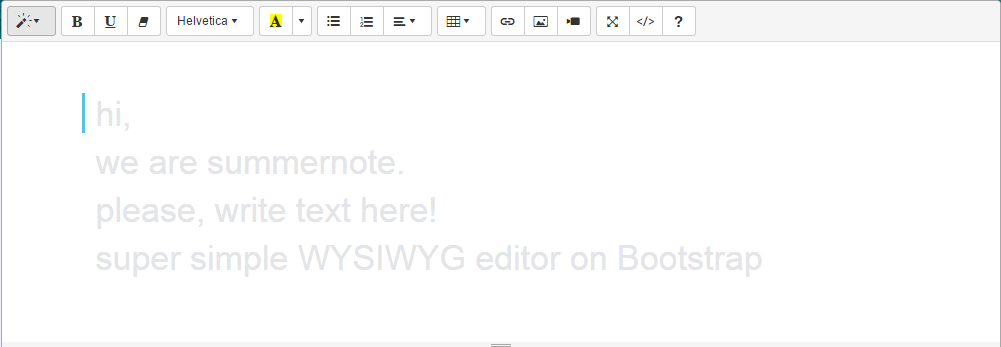 B U Helvetica A </> ?
hi,
we are summernote.
please, write text here!
super simple WYSIWYG editor on Bootstrap